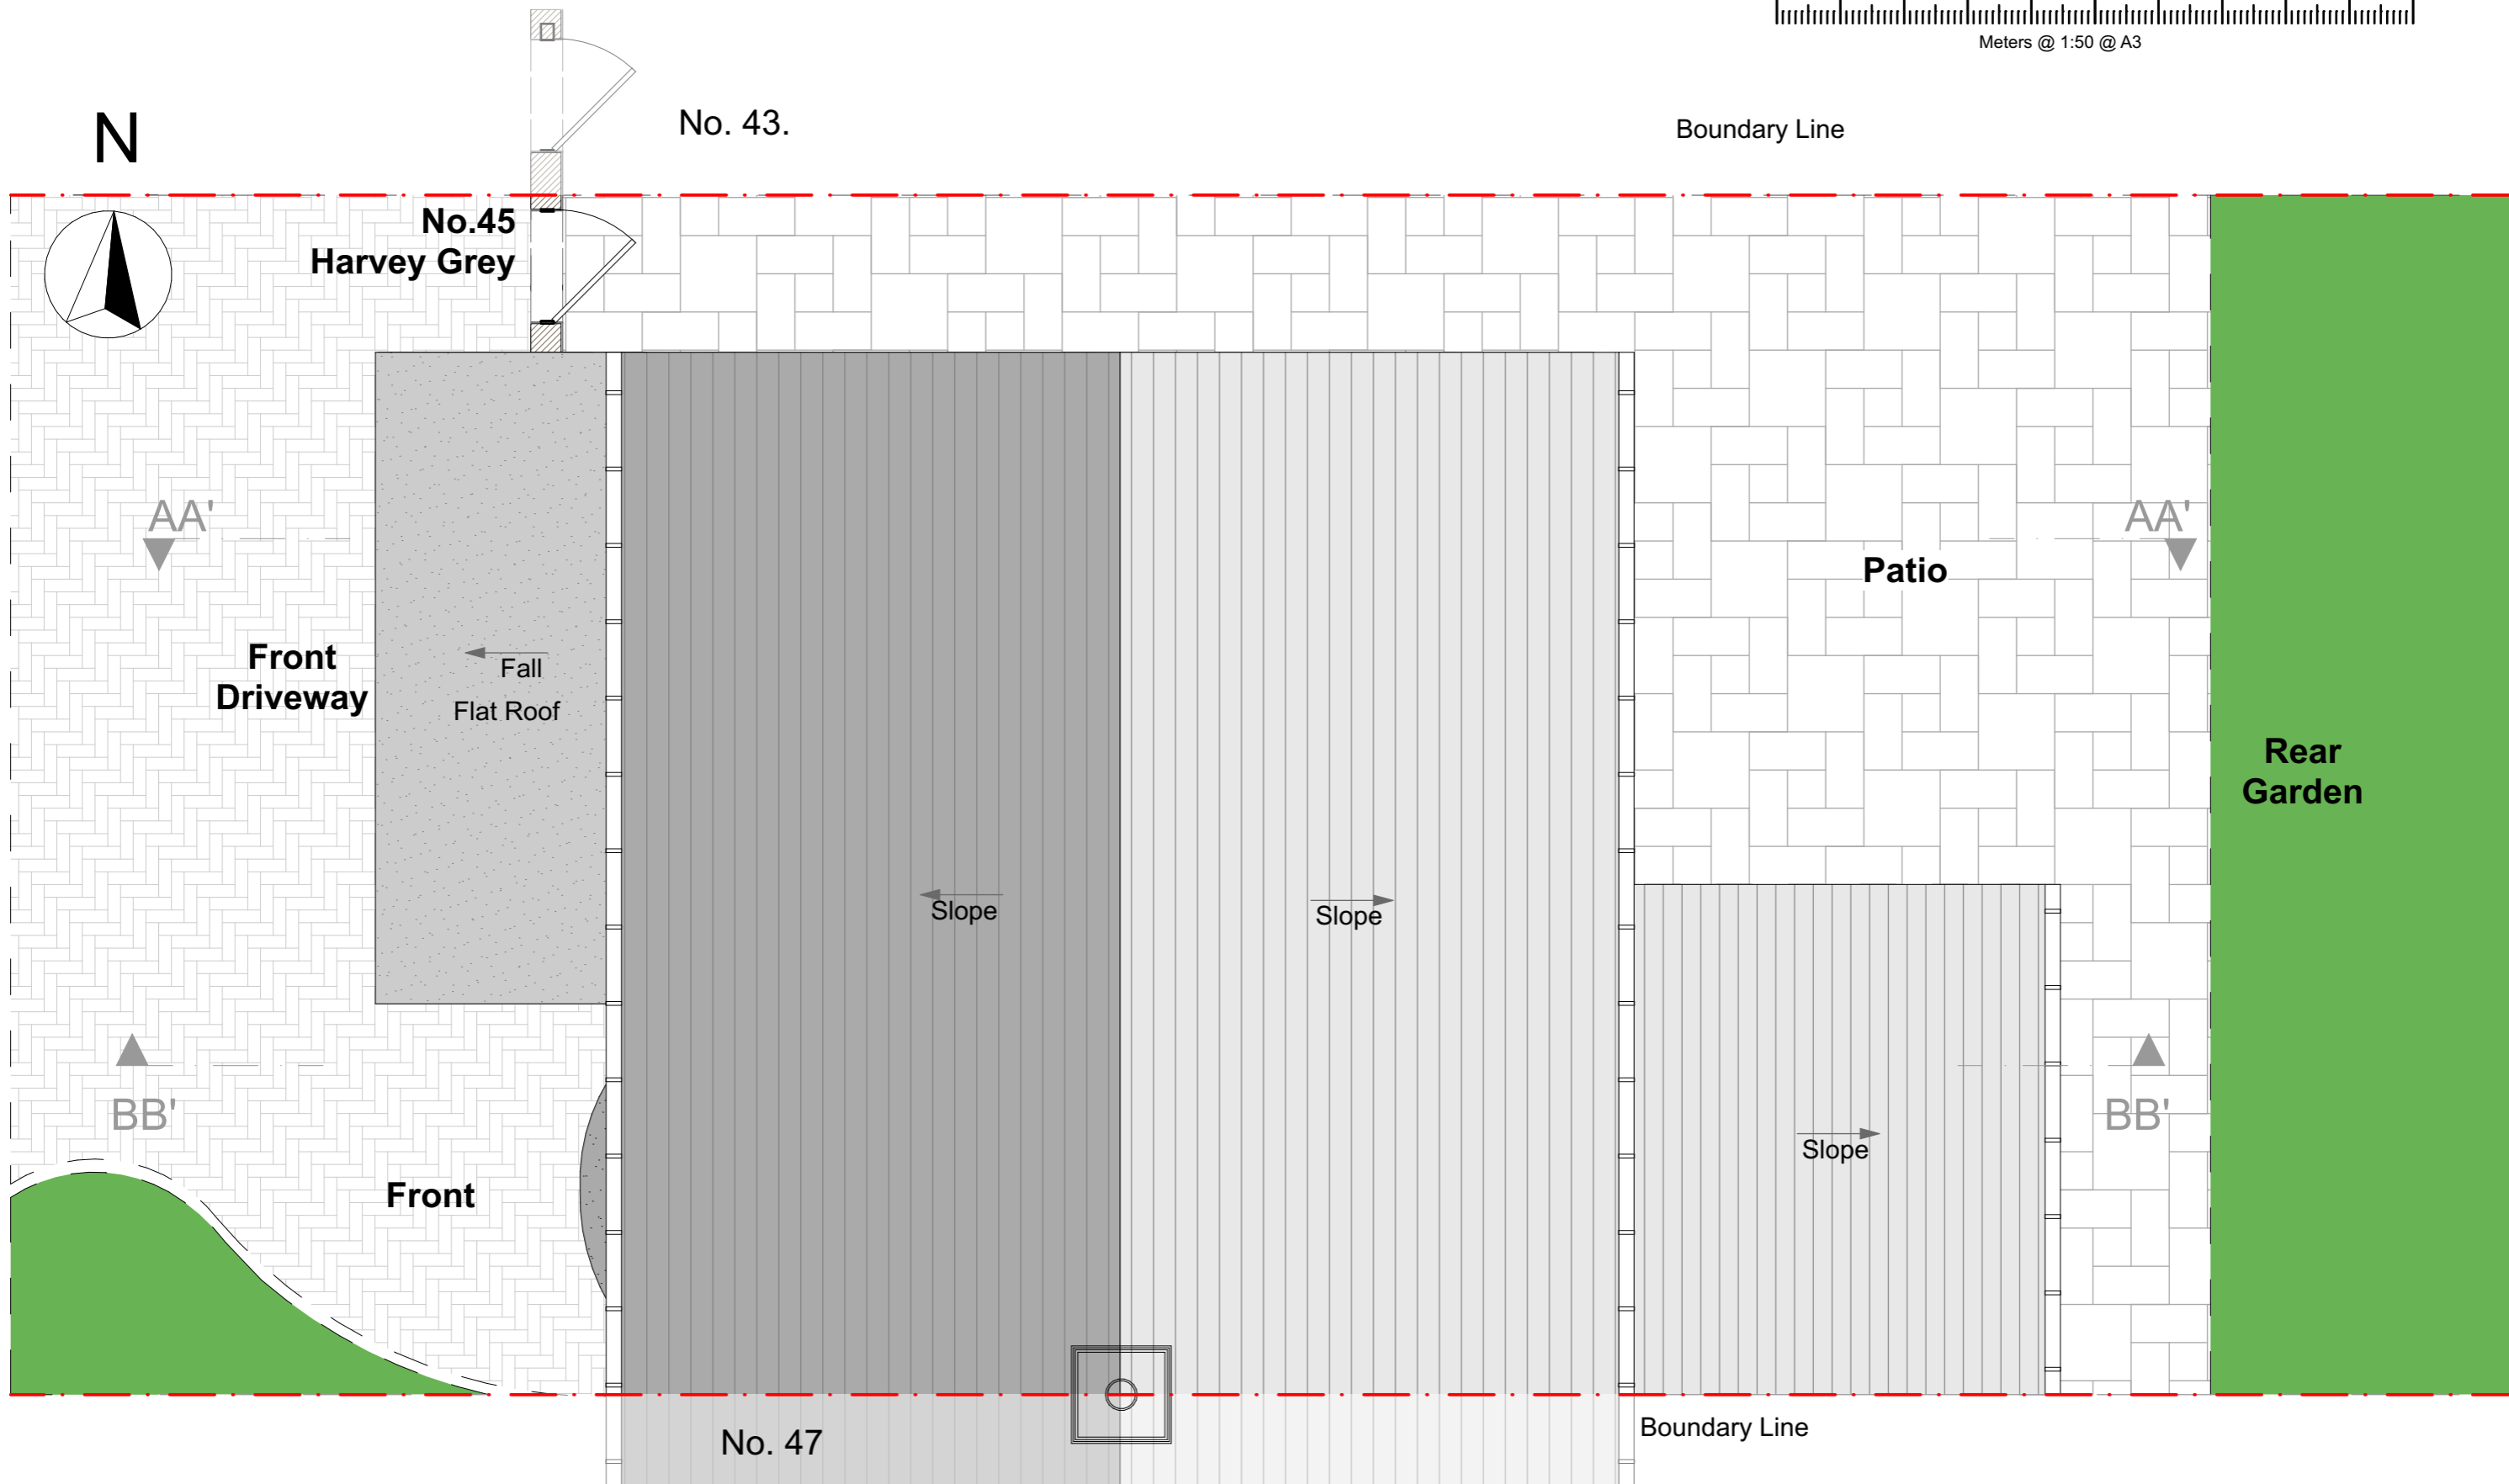 Meters @ 1:50 @ A3
N
No. 43.
Boundary Line
No.45
Harvey Grey
AA'
AA'
Patio
Front
Driveway
Fall
Flat Roof
Rear
Garden
Slope
Slope
BB'
BB'
Slope
Front
No. 47
Boundary Line